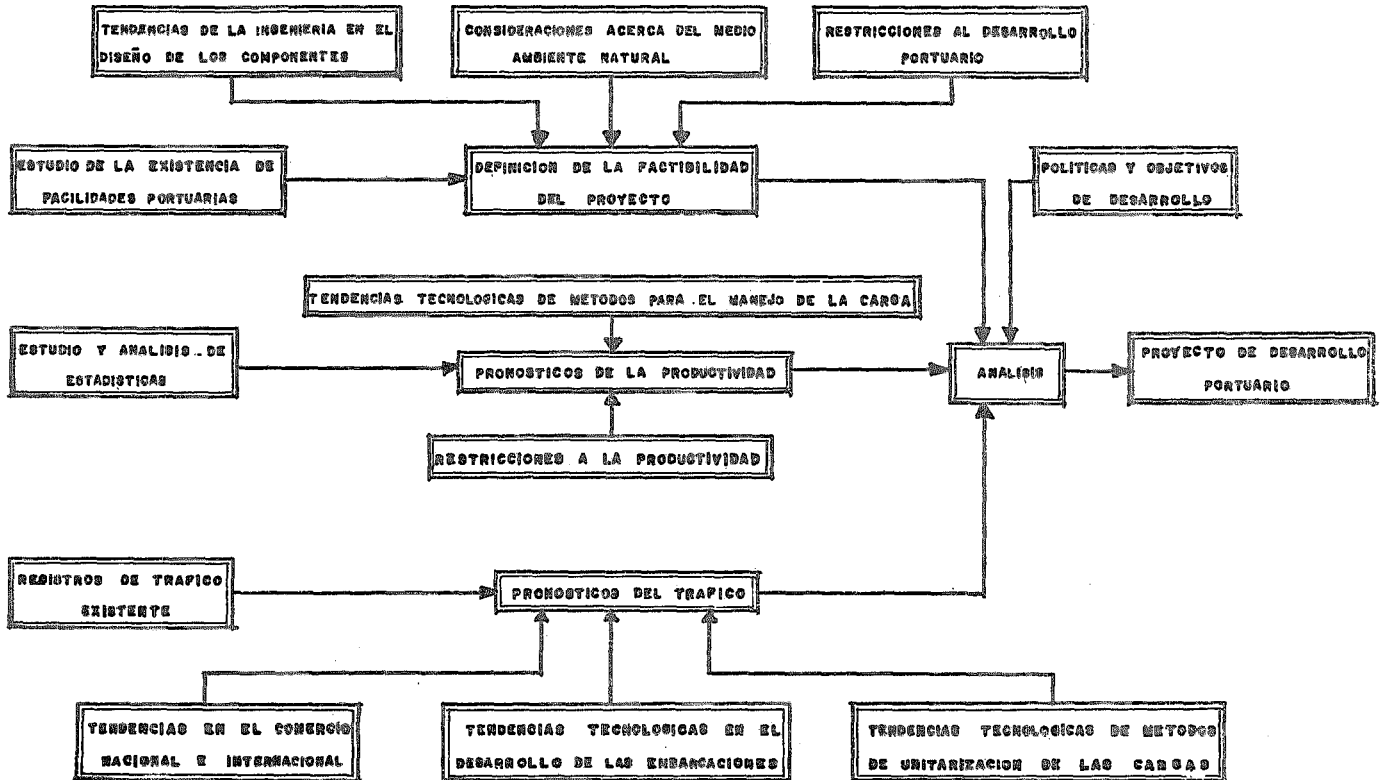 TENDENCIAS DE LA INGENIERIA EN EL
DISEÑO DE LOS COMPONENTES
CONSIDERACIONES ACERCA DEL MEDIO
AMBIENTE NATURAL
RESTRICCIONES AL DESARROLLO
PORTUARIO
ESTUDIO DE LA EXISTENCIA DE
FACILIDADES PORTUARIAS
DEFINICION DE LA FACTIBILIDAD
DEL PROYECTO
POLÍTICAS Y OBJETIVOS
DE DESARROLLO
TENDENCIAS TECNOLOGICAS DE METODOS PARA EL MANEJO DE LA CARGA
ESTUDIO Y ANALISIS DE
ESTADISTICAS
PRONOSTICOS DE LA PRODUCTIVIDAD
ANALISIS
PROYECTO DE DESARROLLO
PORTUARIO
RESTRICCIONES A LA PRODUCTIVIDAD
REGISTROS DE TRAFICO
EXISTENTE
PRONOSTICOS DEL TRAFICO
TENDENCIAS EN EL COMERCIO
NACIONAL E INTERNACIONAL
TENDENCIAS TECNOLOGICAS EN EL
DESARROLLO DE LAS EMBARCACIONES
TENDENCIAS TECNOLOGICAS DE METODOS
DE UNITARIZACION DE LAS CARGAS